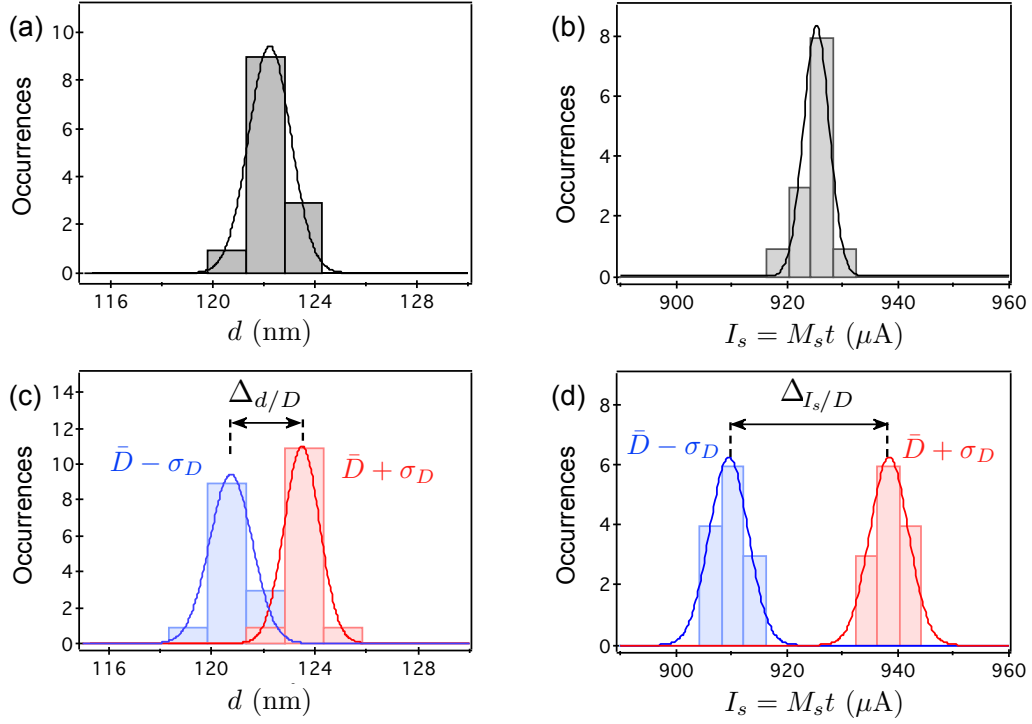 (a)
Occurrences
10
8
6
4
2
0
116
120
124
128
d (nm)
(b)
Occurrences
8
6
4
2
0
900
920
940
960
I_s = M_s t (μA)
(c)
Occurrences
14
12
10
8
6
4
2
0
Δ_{d/D}
D̄ − σ_D
D̄ + σ_D
116
120
124
128
d (nm)
(d)
Occurrences
8
6
4
2
0
Δ_{I_s/D}
D̄ − σ_D
D̄ + σ_D
900
920
940
960
I_s = M_s t (μA)